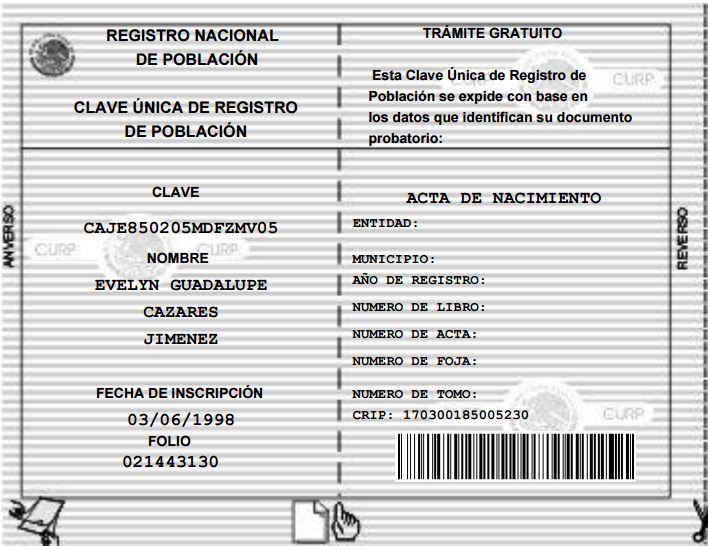 REGISTRO NACIONAL
DE POBLACIÓN
CLAVE ÚNICA DE REGISTRO
DE POBLACIÓN
TRÁMITE GRATUITO
CURP
Esta Clave Única de Registro de
Población se expide con base en
los datos que identifican su documento
probatorio:
ANVERSO
CLAVE
CAJE850205MDFZMV05
CURP CURP
NOMBRE
EVELYN GUADALUPE
CAZARES
JIMENEZ
FECHA DE INSCRIPCIÓN
03/06/1998
FOLIO
021443130
ACTA DE NACIMIENTO
ENTIDAD:
MUNICIPIO:
AÑO DE REGISTRO:
NUMERO DE LIBRO:
NUMERO DE ACTA:
NUMERO DE FOJA:
NUMERO DE TOMO:
CRIP: 170300185005230
CURP
REVERSO